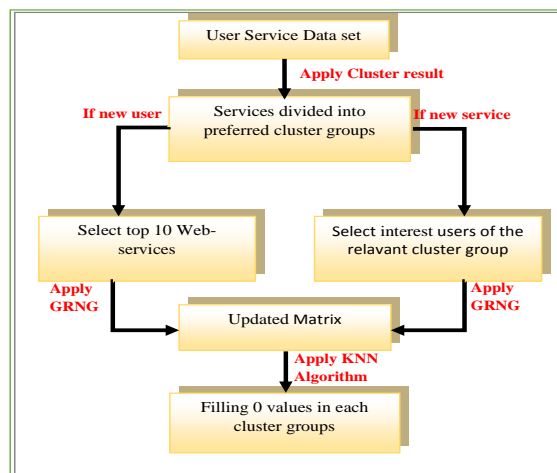 User Service Data set
Apply Cluster result
If new user
Services divided into
preferred cluster groups
If new service
Select top 10 Web-
services
Select interest users of the
relavant cluster group
Apply
GRNG
Apply
GRNG
Updated Matrix
Apply KNN
Algorithm
Filling 0 values in each
cluster groups